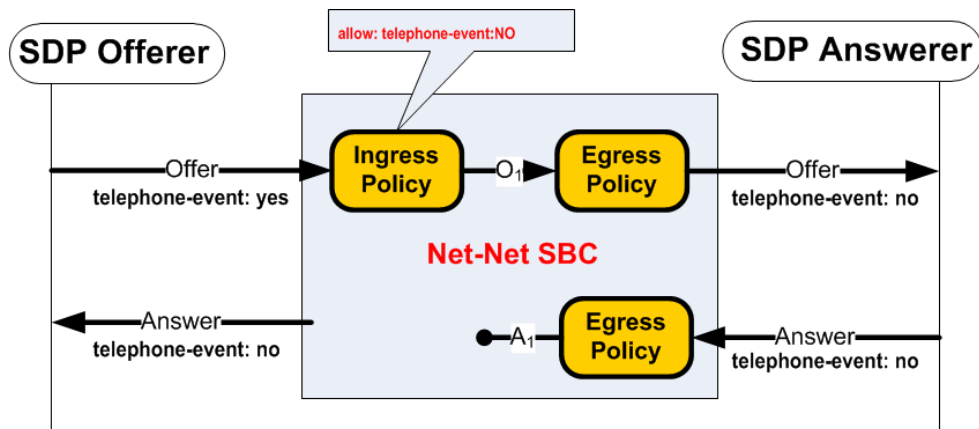 allow: telephone-event:NO
SDP Offerer
SDP Answerer
Ingress
Policy
Egress
Policy
Offer
O₁
Offer
telephone-event: yes
telephone-event: no
Net-Net SBC
Answer
telephone-event: no
A₁
Egress
Policy
Answer
telephone-event: no